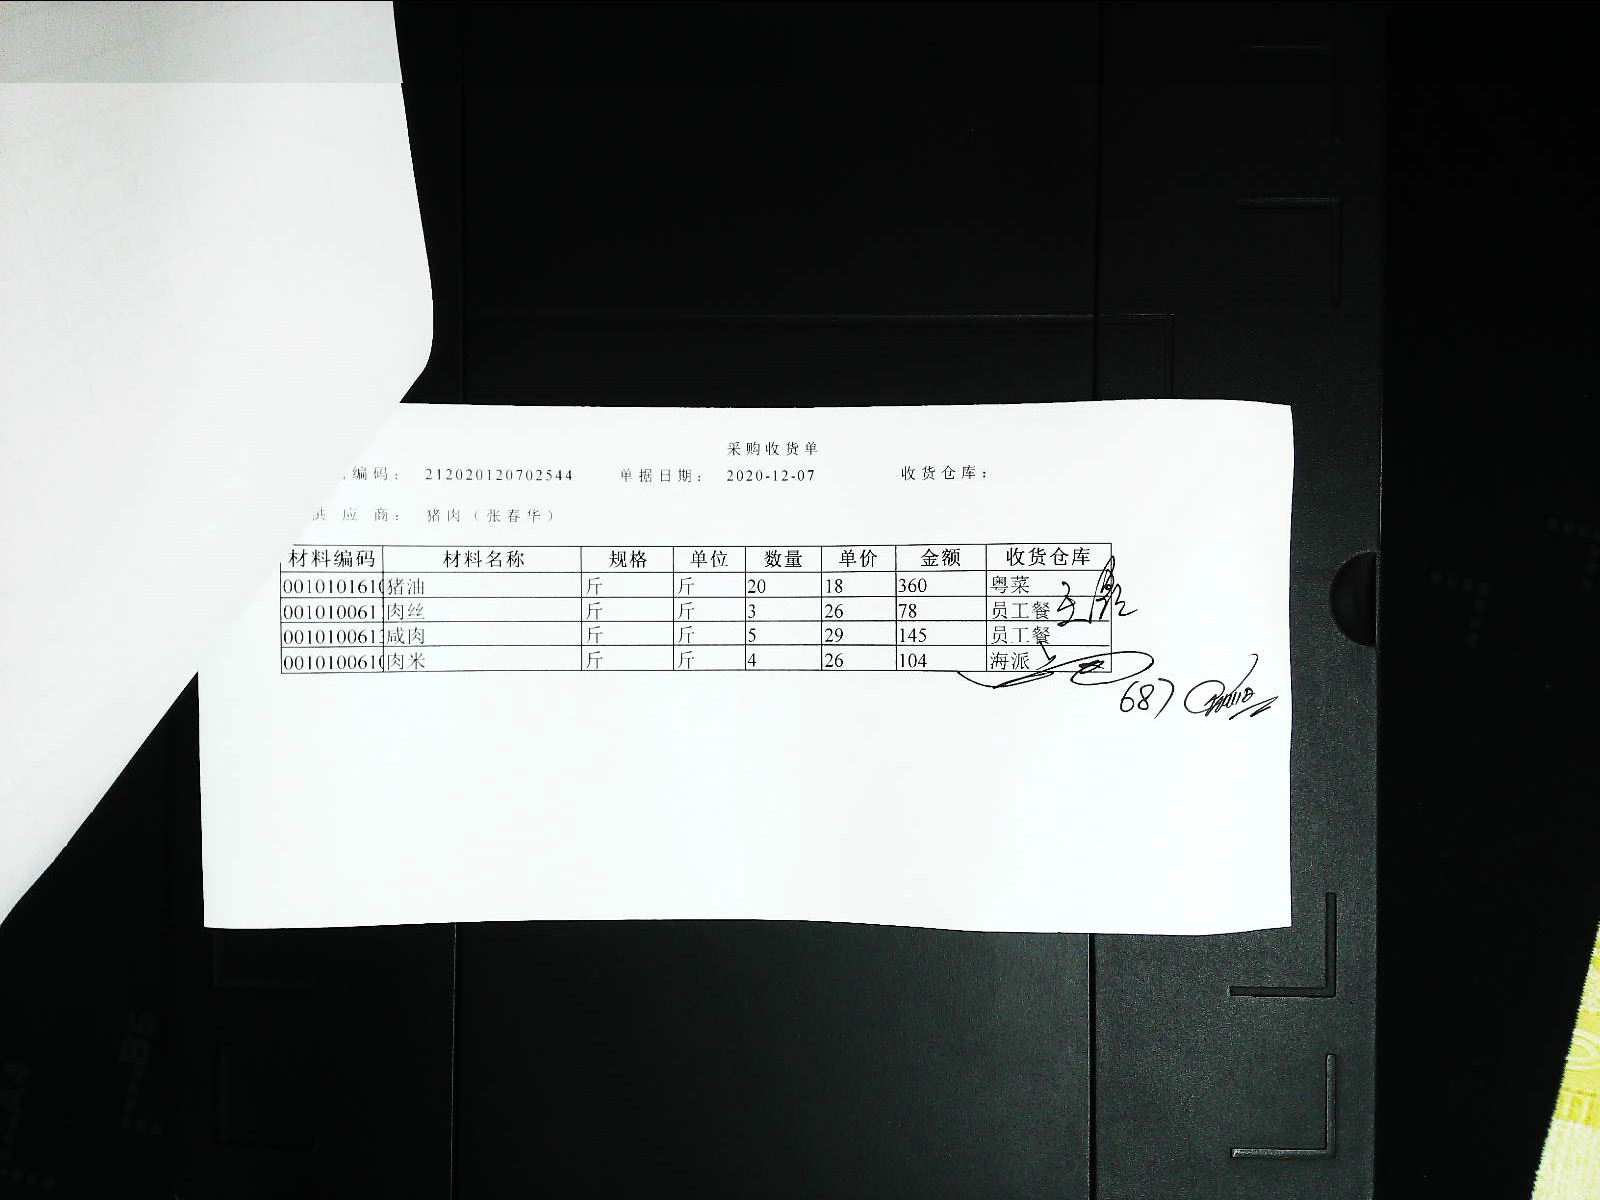 采购收货单
编码： 212020120702544 单据日期： 2020-12-07 收货仓库：
供应商： 猪肉（张春华）
材料编码 材料名称 规格 单位 数量 单价 金额 收货仓库
0010101610 猪油 斤 斤 20 18 360 粤菜
001010061 肉丝 斤 斤 3 26 78 员工餐
001010061 咸肉 斤 斤 5 29 145 员工餐
001010061 肉米 斤 斤 4 26 104 海派
687